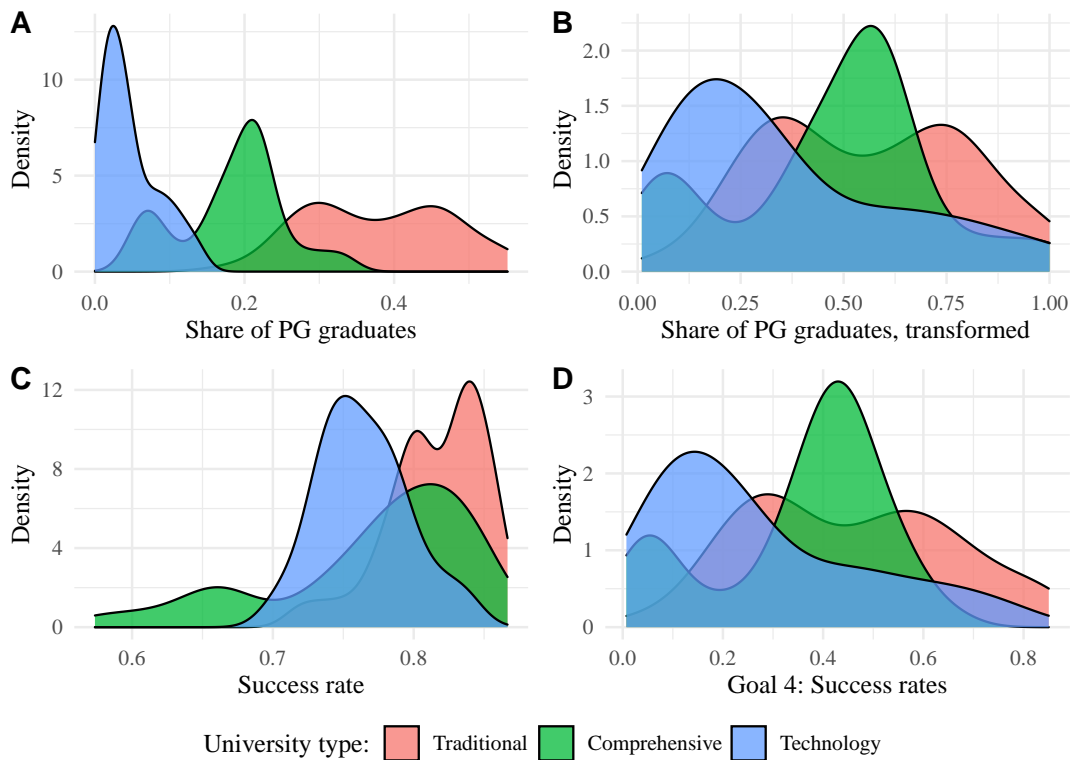 A
Density
10
5
0
0.0 0.2 0.4
Share of PG graduates
B
Density
2.0
1.5
1.0
0.5
0.0
0.00 0.25 0.50 0.75 1.00
Share of PG graduates, transformed
C
Density
12
8
4
0
0.6 0.7 0.8
Success rate
D
Density
3
2
1
0
0.0 0.2 0.4 0.6 0.8
Goal 4: Success rates
University type: Traditional Comprehensive Technology